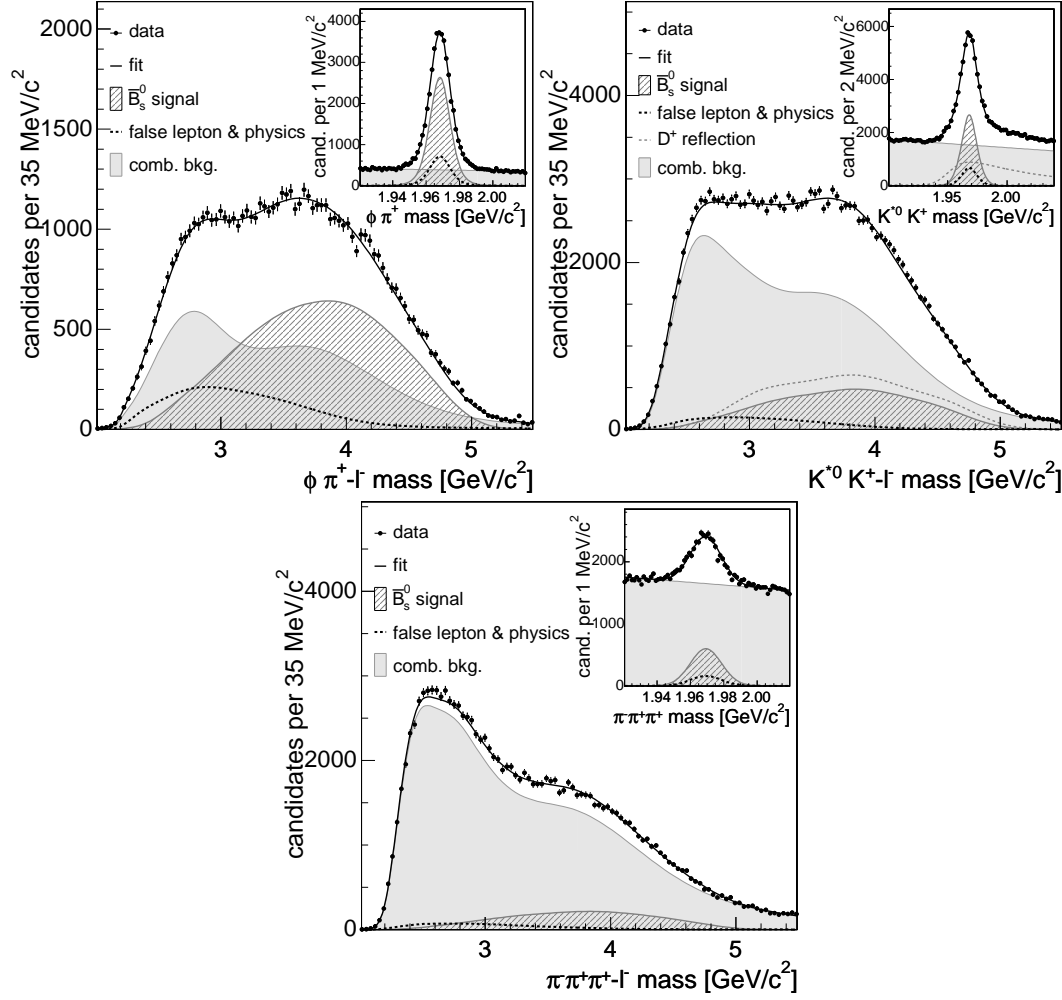 candidates per 35 MeV/c²
2000
1500
1000
500
0
data
fit
B̅⁰ₛ signal
false lepton & physics
comb. bkg.
3 4 5
ϕ π⁺-l⁻ mass [GeV/c²]
cand. per 1 MeV/c²
4000
3000
2000
1000
0
1.94 1.96 1.98 2.00
ϕ π⁺ mass [GeV/c²]
candidates per 35 MeV/c²
4000
2000
0
data
fit
B̅⁰ₛ signal
false lepton & physics
D⁺ reflection
comb. bkg.
3 4 5
K*⁰ K⁺-l⁻ mass [GeV/c²]
cand. per 2 MeV/c²
6000
4000
2000
0
1.95 2.00
K*⁰ K⁺ mass [GeV/c²]
candidates per 35 MeV/c²
4000
2000
0
data
fit
B̅⁰ₛ signal
false lepton & physics
comb. bkg.
3 4 5
π⁻π⁺π⁺-l⁻ mass [GeV/c²]
cand. per 1 MeV/c²
2000
1000
0
1.94 1.96 1.98 2.00
π⁻π⁺π⁺ mass [GeV/c²]